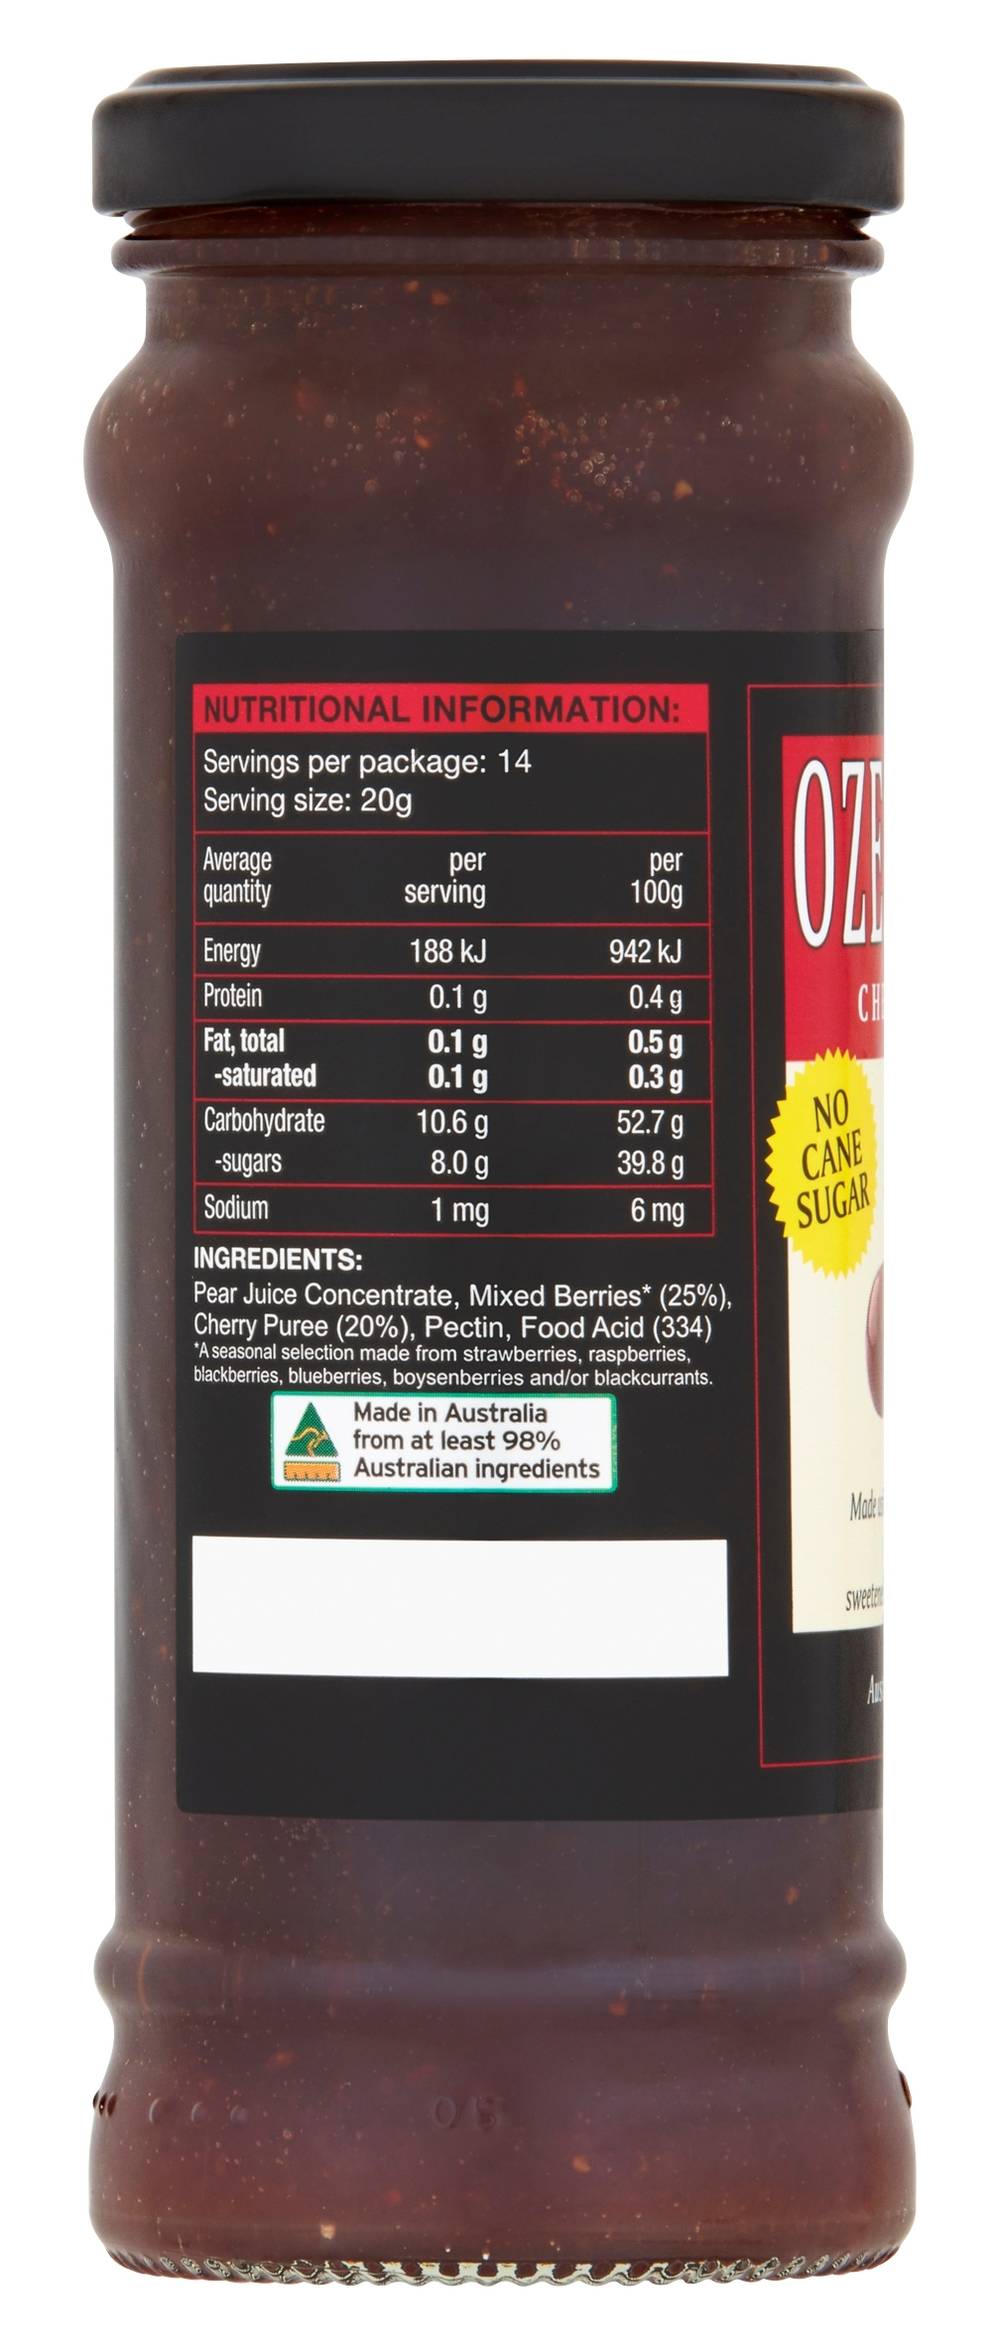 NUTRITIONAL INFORMATION:
Servings per package: 14
Serving size: 20g
Average quantity per serving per 100g
Energy 188 kJ 942 kJ
Protein 0.1 g 0.4 g
Fat, total 0.1 g 0.5 g
-saturated 0.1 g 0.3 g
Carbohydrate 10.6 g 52.7 g
-sugars 8.0 g 39.8 g
Sodium 1 mg 6 mg
INGREDIENTS:
Pear Juice Concentrate, Mixed Berries* (25%),
Cherry Puree (20%), Pectin, Food Acid (334)
*A seasonal selection made from strawberries, raspberries,
blackberries, blueberries, boysenberries and/or blackcurrants.
Made in Australia
from at least 98%
Australian ingredients
OZE
CHE
NO
CANE
SUGAR
Made